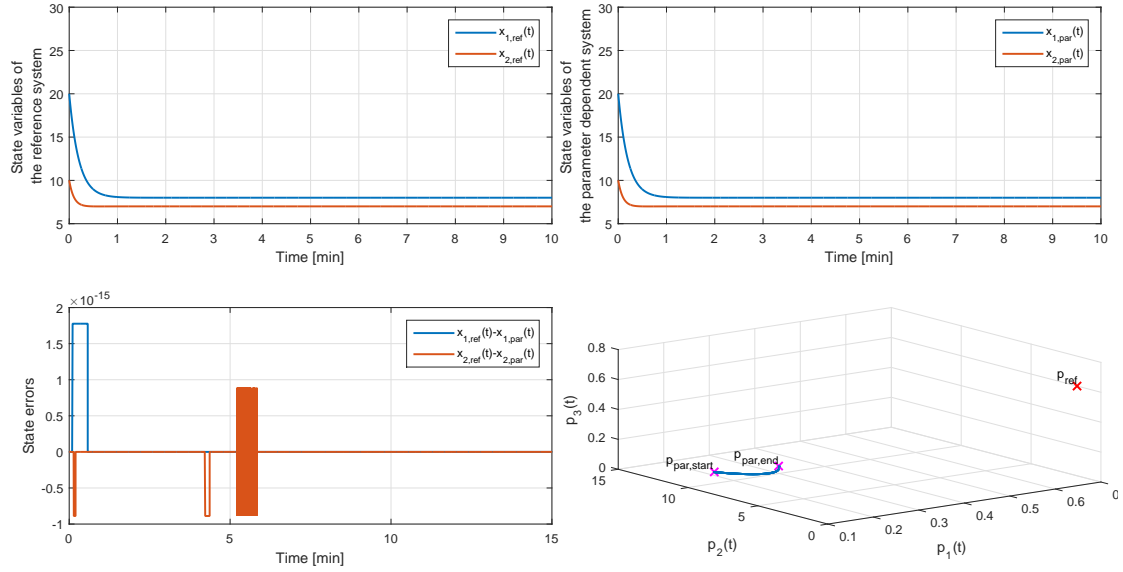 State variables of
the reference system
30
25
20
15
10
5
0 1 2 3 4 5 6 7 8 9 10
Time [min]
x1,ref(t)
x2,ref(t)
State variables of
the parameter dependent system
30
25
20
15
10
5
0 1 2 3 4 5 6 7 8 9 10
Time [min]
x1,par(t)
x2,par(t)
State errors
×10-15
2
1.5
1
0.5
0
-0.5
-1
0 5 10 15
Time [min]
x1,ref(t)-x1,par(t)
x2,ref(t)-x2,par(t)
p3(t)
0.8
0.6
0.4
0.2
0
15
10
5
0
p2(t)
0.1 0.2 0.3 0.4 0.5 0.6
p1(t)
pref
ppar,start
ppar,end